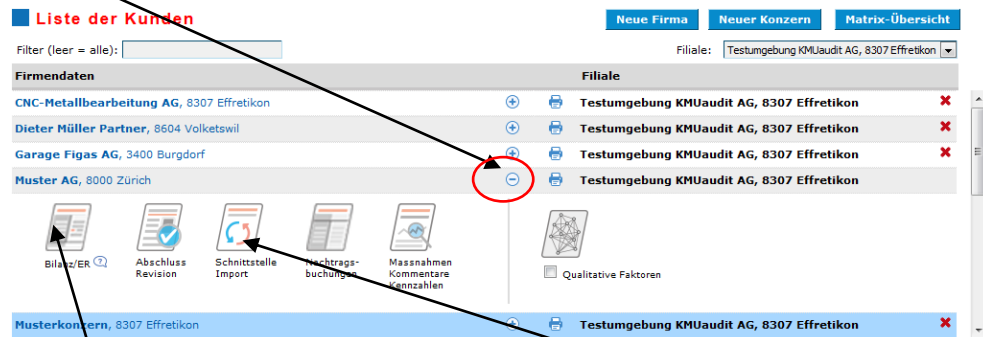 Liste der Kunden
Neue Firma Neuer Konzern Matrix-Übersicht
Filter (leer = alle): Filiale: Testumgebung KMUaudit AG, 8307 Effretikon
Firmendaten Filiale
CNC-Metallbearbeitung AG, 8307 Effretikon Testumgebung KMUaudit AG, 8307 Effretikon
Dieter Müller Partner, 8604 Volketswil Testumgebung KMUaudit AG, 8307 Effretikon
Garage Figas AG, 3400 Burgdorf Testumgebung KMUaudit AG, 8307 Effretikon
Muster AG, 8000 Zürich Testumgebung KMUaudit AG, 8307 Effretikon
Bilanz/ER ? Abschluss Schnittstelle Nachtrags- Massnahmen
Revision Import buchungen Kommentare Qualitative Faktoren
Kennzahlen
Musterkonzern, 8307 Effretikon Testumgebung KMUaudit AG, 8307 Effretikon